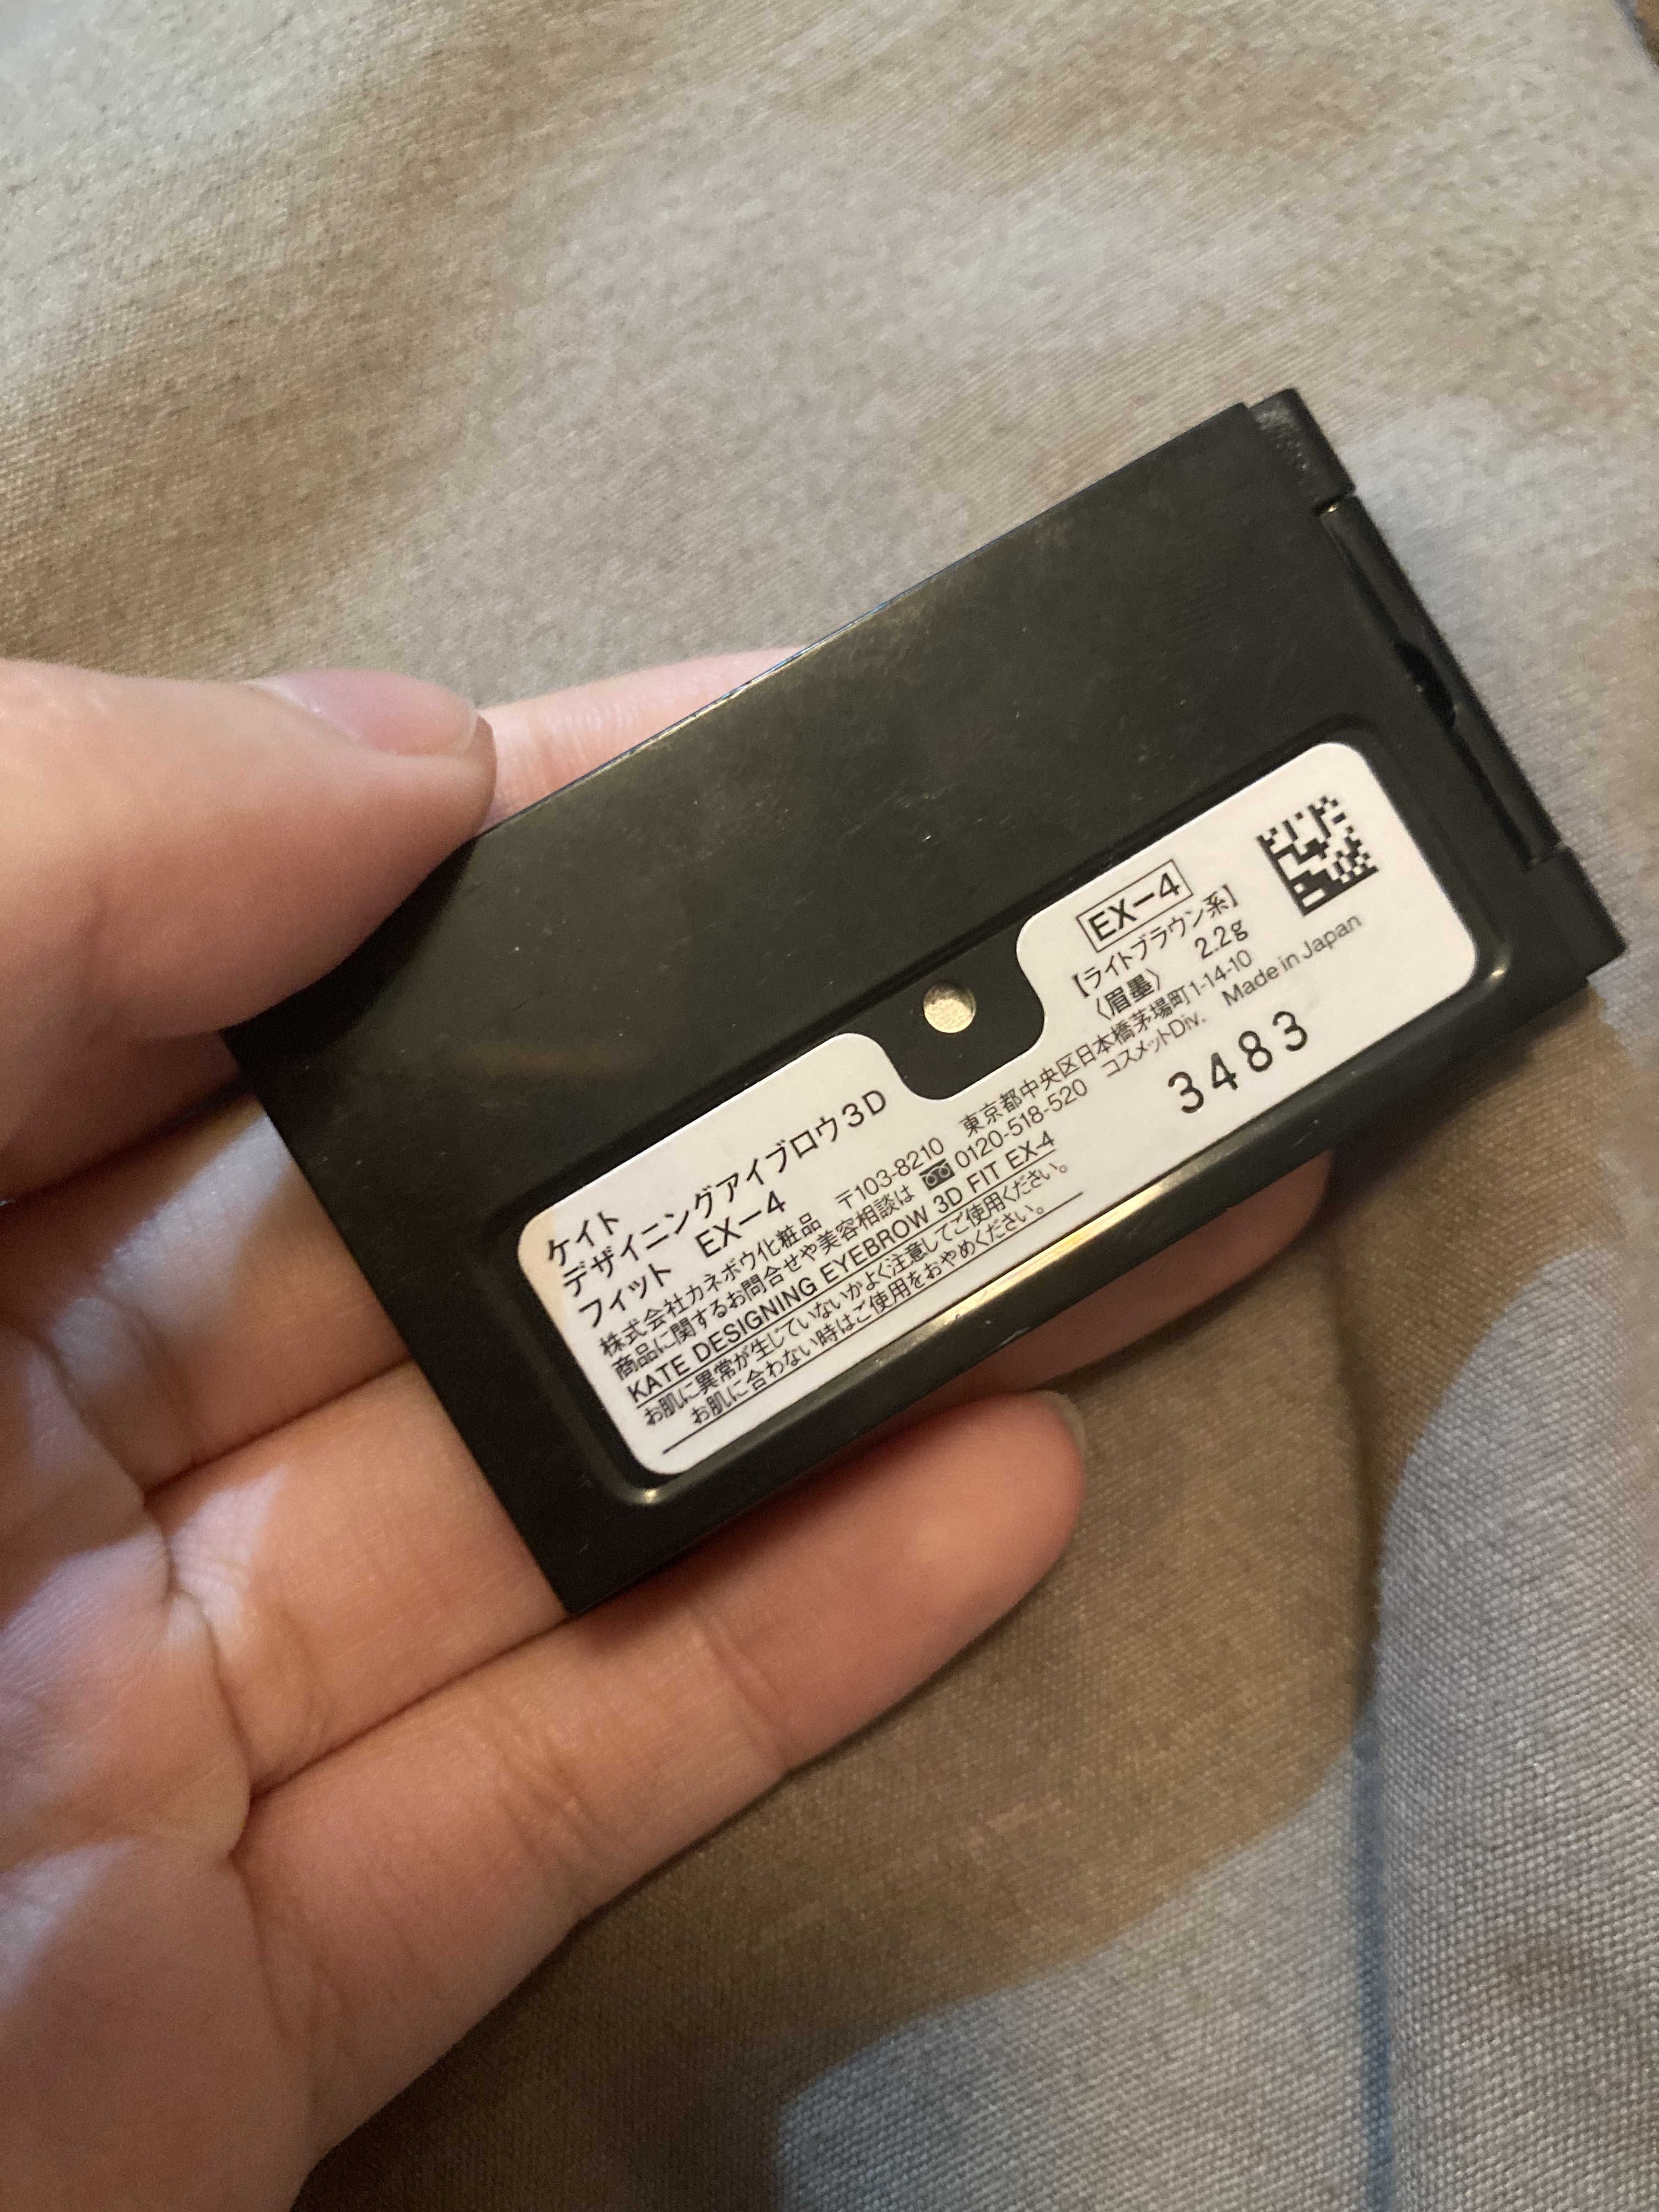 ケイト
デザイニングアイブロウ3D
フィット EX-4
株式会社カネボウ化粧品 〒103-8210 東京都中央区日本橋茅場町1-14-10
商品に関するお問合せや美容相談は 0120-518-520 コスメットDiv. Made in Japan
KATE DESIGNING EYEBROW 3D FIT EX-4
お肌に異常が生じていないかよく注意してご使用ください。
お肌に合わない時はご使用をおやめください。
EX-4
【ライトブラウン系】
〈眉墨〉 2.2g
3483